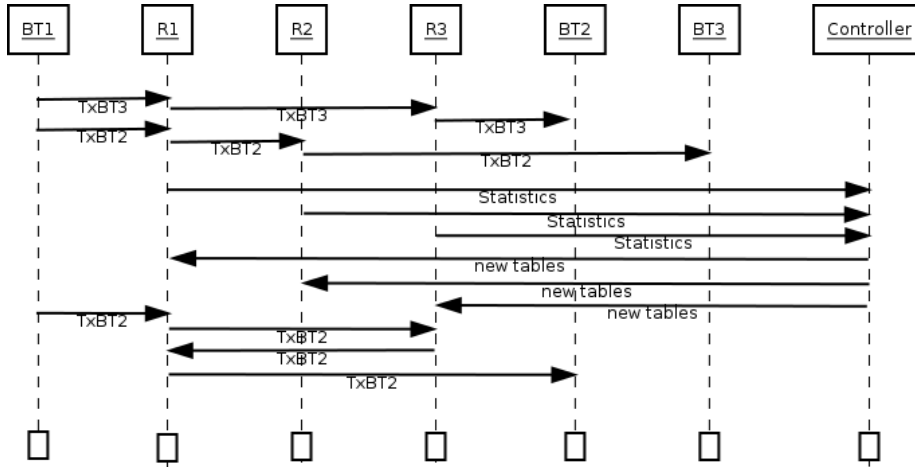 BT1 R1 R2 R3 BT2 BT3 Controller
TxBT3
TxBT3
TxBT3
TxBT2
TxBT2
TxBT2
Statistics
Statistics
Statistics
new tables
new tables
new tables
TxBT2
TxBT2
TxBT2
TxBT2